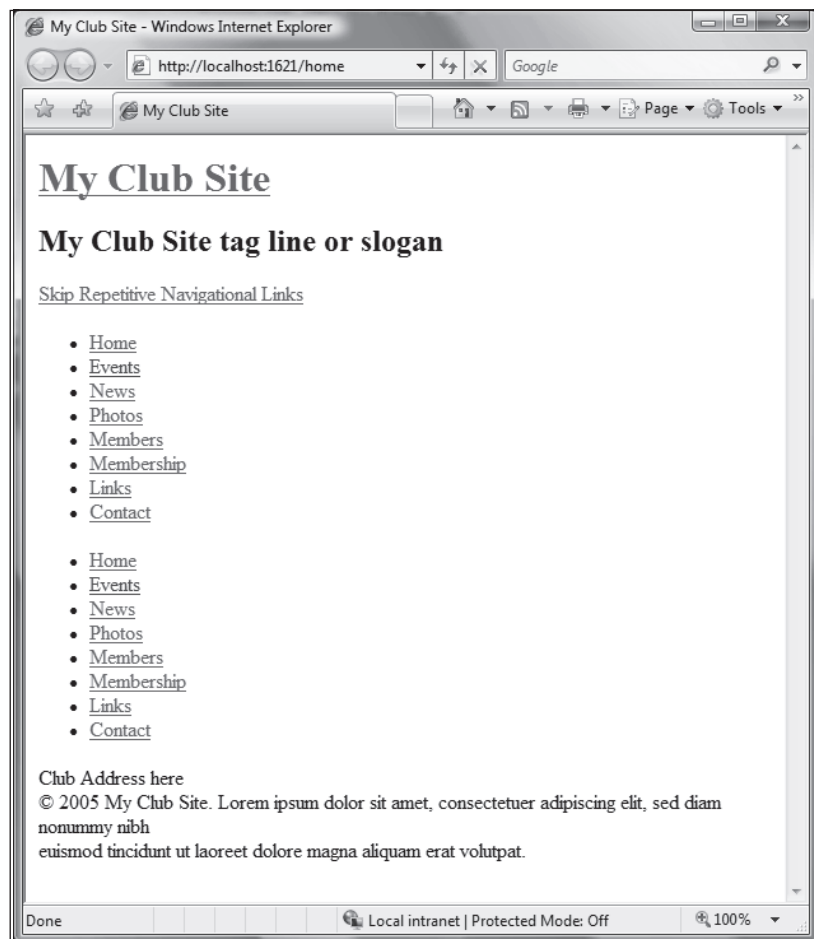 My Club Site - Windows Internet Explorer
http://localhost:1621/home
Google
My Club Site
Page
Tools
My Club Site
My Club Site tag line or slogan
Skip Repetitive Navigational Links
• Home
• Events
• News
• Photos
• Members
• Membership
• Links
• Contact
• Home
• Events
• News
• Photos
• Members
• Membership
• Links
• Contact
Club Address here
© 2005 My Club Site. Lorem ipsum dolor sit amet, consectetuer adipiscing elit, sed diam
nonummy nibh
euismod tincidunt ut laoreet dolore magna aliquam erat volutpat.
Done
Local intranet | Protected Mode: Off
100%